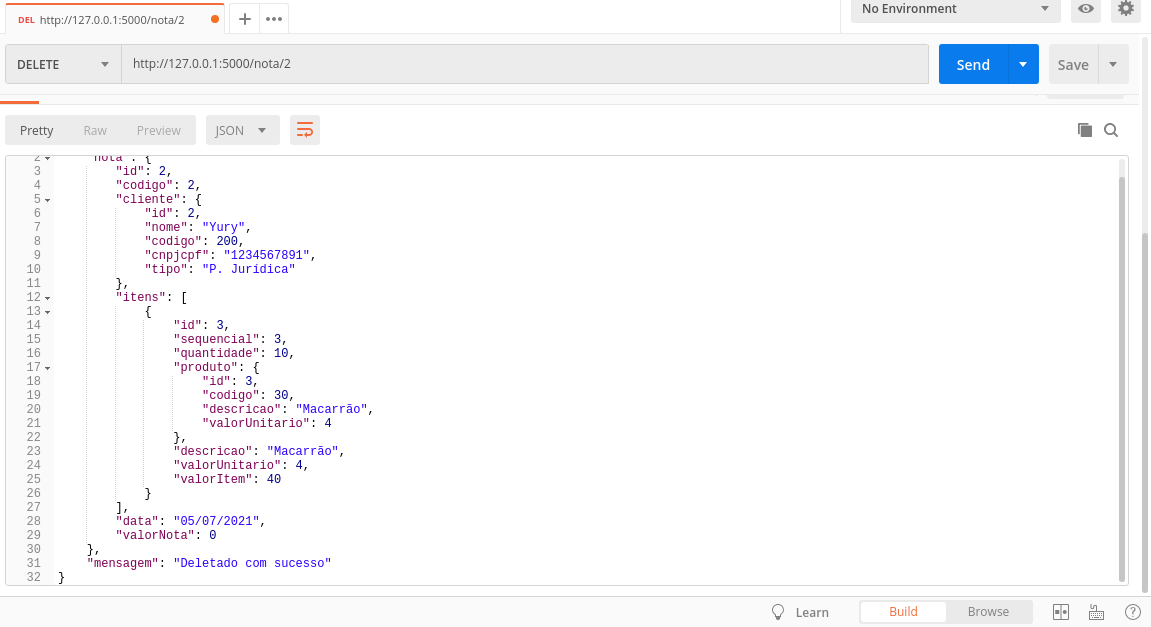 DEL http://127.0.0.1:5000/nota/2
No Environment
DELETE http://127.0.0.1:5000/nota/2 Send Save
Pretty Raw Preview JSON
2 "nota": {
3 "id": 2,
4 "codigo": 2,
5 "cliente": {
6 "id": 2,
7 "nome": "Yury",
8 "codigo": 200,
9 "cnpjcpf": "1234567891",
10 "tipo": "P. Jurídica"
11 },
12 "itens": [
13 {
14 "id": 3,
15 "sequencial": 3,
16 "quantidade": 10,
17 "produto": {
18 "id": 3,
19 "codigo": 30,
20 "descricao": "Macarrão",
21 "valorUnitario": 4
22 },
23 "descricao": "Macarrão",
24 "valorUnitario": 4,
25 "valorItem": 40
26 }
27 ],
28 "data": "05/07/2021",
29 "valorNota": 0
30 },
31 "mensagem": "Deletado com sucesso"
32 }
Learn Build Browse